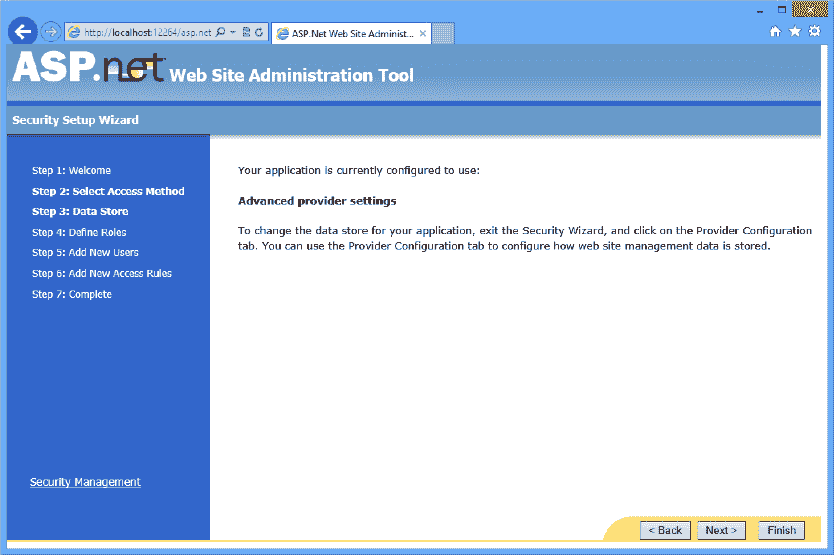 http://localhost:12264/asp.net
ASP.Net Web Site Administ...
ASP.net Web Site Administration Tool
Security Setup Wizard
Step 1: Welcome
Step 2: Select Access Method
Step 3: Data Store
Step 4: Define Roles
Step 5: Add New Users
Step 6: Add New Access Rules
Step 7: Complete
Security Management
Your application is currently configured to use:
Advanced provider settings
To change the data store for your application, exit the Security Wizard, and click on the Provider Configuration
tab. You can use the Provider Configuration tab to configure how web site management data is stored.
< Back Next > Finish